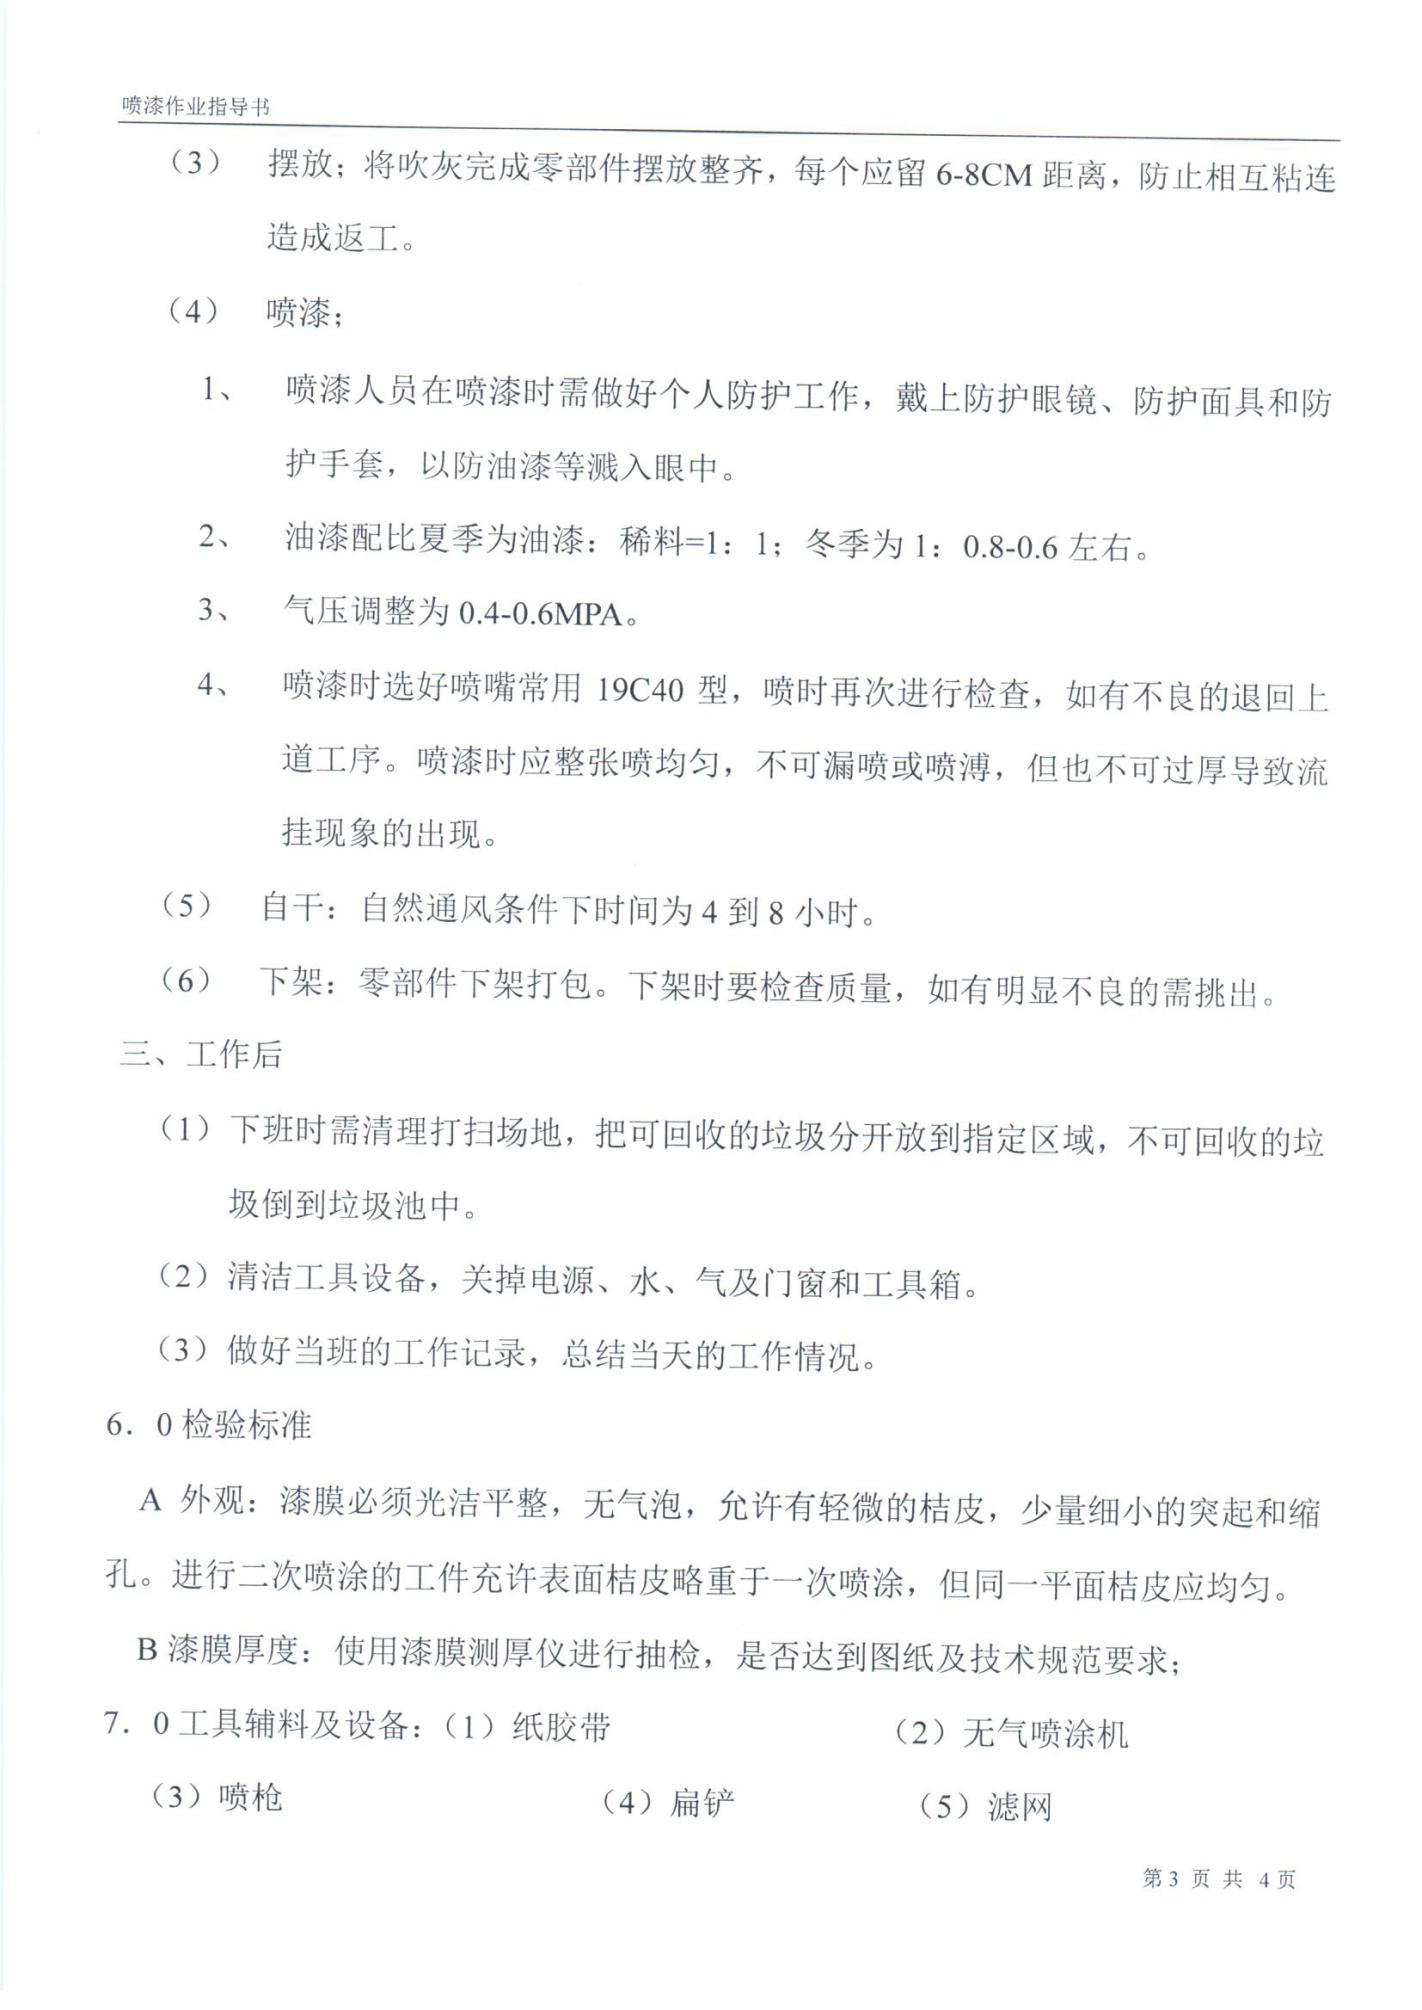 喷漆作业指导书
（3） 摆放；将吹灰完成零部件摆放整齐，每个应留 6-8CM 距离，防止相互粘连
造成返工。
（4） 喷漆；
1、 喷漆人员在喷漆时需做好个人防护工作，戴上防护眼镜、防护面具和防
护手套，以防油漆等溅入眼中。
2、 油漆配比夏季为油漆：稀料=1：1；冬季为 1：0.8-0.6 左右。
3、 气压调整为 0.4-0.6MPA。
4、 喷漆时选好喷嘴常用 19C40 型，喷时再次进行检查，如有不良的退回上
道工序。喷漆时应整张喷均匀，不可漏喷或喷溥，但也不可过厚导致流
挂现象的出现。
（5） 自干：自然通风条件下时间为 4 到 8 小时。
（6） 下架：零部件下架打包。下架时要检查质量，如有明显不良的需挑出。
三、工作后
（1）下班时需清理打扫场地，把可回收的垃圾分开放到指定区域，不可回收的垃
圾倒到垃圾池中。
（2）清洁工具设备，关掉电源、水、气及门窗和工具箱。
（3）做好当班的工作记录，总结当天的工作情况。
6．0 检验标准
A 外观：漆膜必须光洁平整，无气泡，允许有轻微的桔皮，少量细小的突起和缩
孔。进行二次喷涂的工件充许表面桔皮略重于一次喷涂，但同一平面桔皮应均匀。
B 漆膜厚度：使用漆膜测厚仪进行抽检，是否达到图纸及技术规范要求；
7．0 工具辅料及设备：（1）纸胶带 （2）无气喷涂机
（3）喷枪 （4）扁铲 （5）滤网
第 3 页 共 4 页